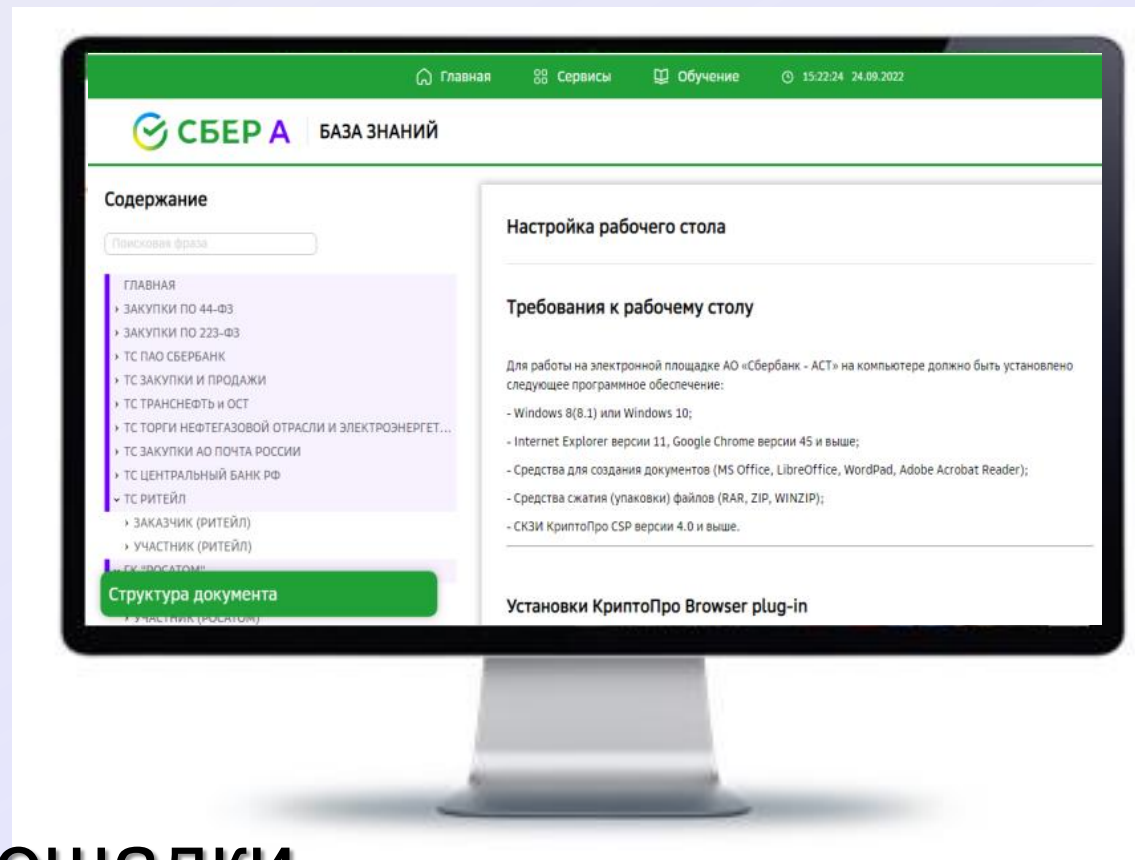 Главная Сервисы Обучение 15:22:24 24.09.2022
СБЕР А БАЗА ЗНАНИЙ
Содержание
Поисковая фраза
ГЛАВНАЯ
ЗАКУПКИ ПО 44-ФЗ
ЗАКУПКИ ПО 223-ФЗ
ТС ПАО СБЕРБАНК
ТС ЗАКУПКИ И ПРОДАЖИ
ТС ТРАНСНЕФТЬ и ОСТ
ТС ТОРГИ НЕФТЕГАЗОВОЙ ОТРАСЛИ И ЭЛЕКТРОЭНЕРГЕТ...
ТС ЗАКУПКИ АО ПОЧТА РОССИИ
ТС ЦЕНТРАЛЬНЫЙ БАНК РФ
ТС РИТЕЙЛ
ЗАКАЗЧИК (РИТЕЙЛ)
УЧАСТНИК (РИТЕЙЛ)
ГК "РОСАТОМ"
Структура документа
УЧАСТНИК (РОСАТОМ)
Настройка рабочего стола
Требования к рабочему столу
Для работы на электронной площадке АО «Сбербанк - АСТ» на компьютере должно быть установлено
следующее программное обеспечение:
- Windows 8(8.1) или Windows 10;
- Internet Explorer версии 11, Google Chrome версии 45 и выше;
- Средства для создания документов (MS Office, LibreOffice, WordPad, Adobe Acrobat Reader);
- Средства сжатия (упаковки) файлов (RAR, ZIP, WINZIP);
- СКЗИ КриптоПро CSP версии 4.0 и выше.
Установки КриптоПро Browser plug-in